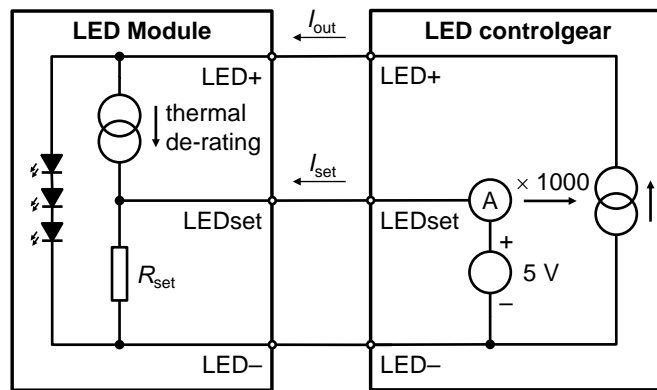 LED Module
I_out
LED controlgear
LED+
LED+
thermal
de-rating
I_set
× 1000
A
LEDset
LEDset
+
R_set
5 V
–
LED–
LED–